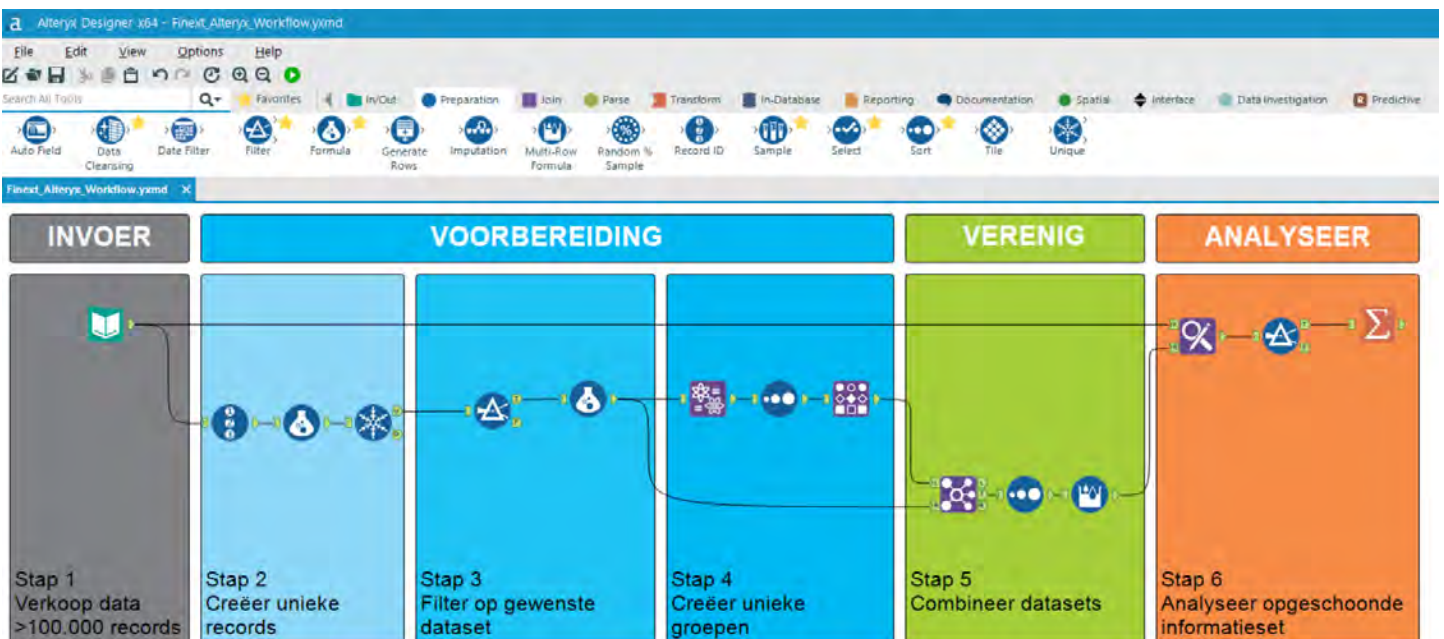 a Alteryx Designer x64 - Finext_Alteryx_Workflow.yxmd
File Edit View Options Help
Search All Tools Favorites In/Out Preparation Join Parse Transform In-Database Reporting Documentation Spatial Interface Data Investigation Predictive
Auto Field Data Cleansing Date Filter Filter Formula Generate Rows Imputation Multi-Row Formula Random % Sample Record ID Sample Select Sort Tile Unique
Finext_Alteryx_Workflow.yxmd X
INVOER
VOORBEREIDING
VERENIG
ANALYSEER
Stap 1
Verkoop data
>100.000 records
Stap 2
Creëer unieke
records
Stap 3
Filter op gewenste
dataset
Stap 4
Creëer unieke
groepen
Stap 5
Combineer datasets
Stap 6
Analyseer opgeschoonde
informatieset